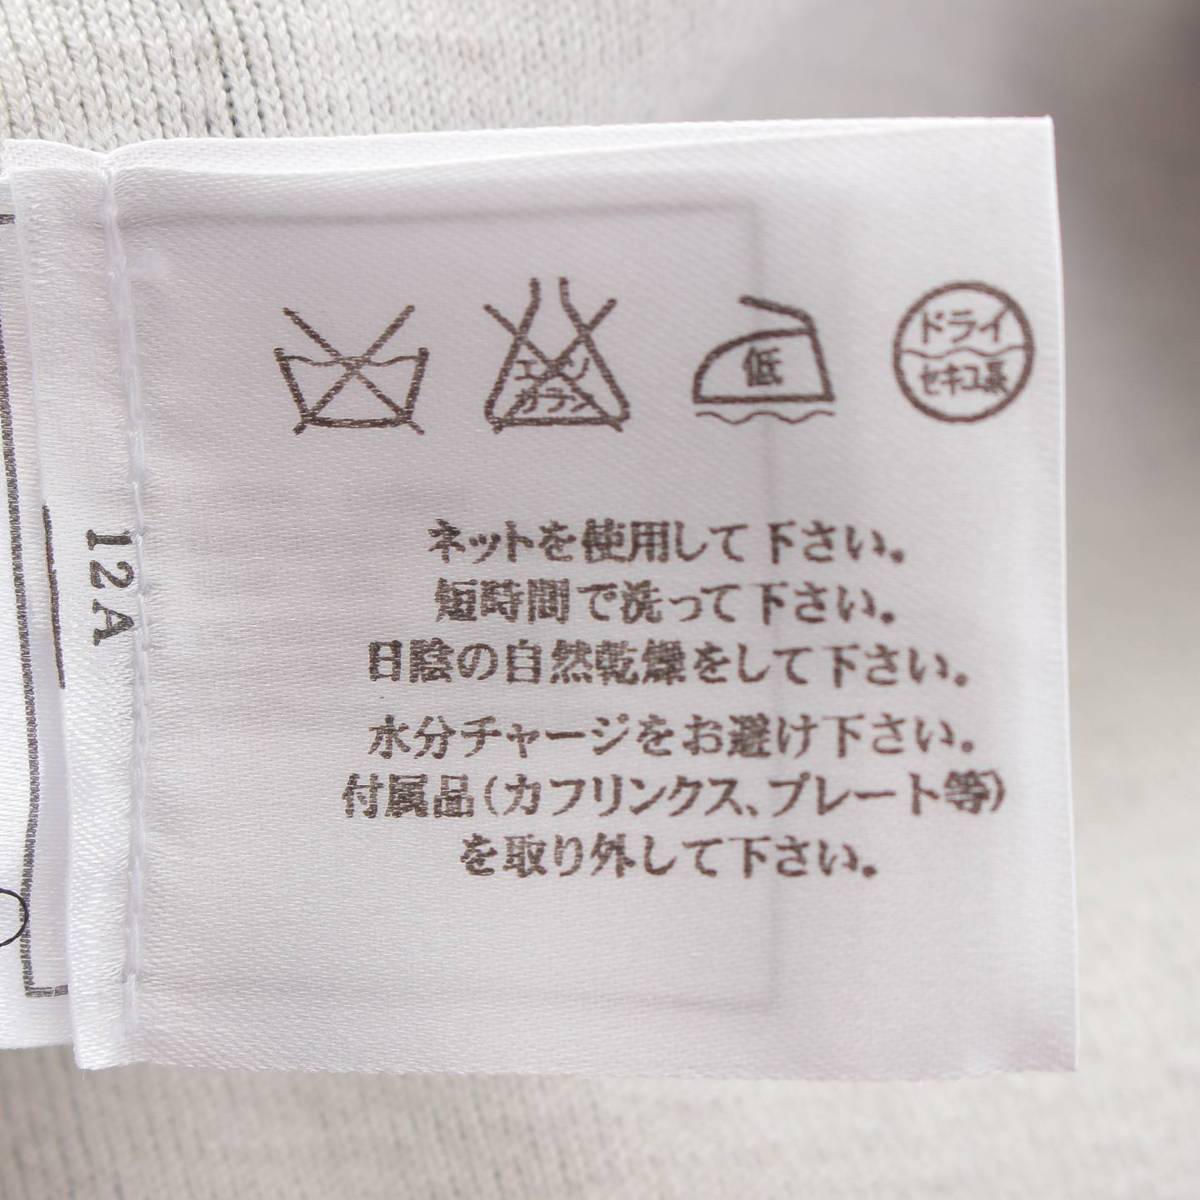 エンソ
ガラシ
低
ドライ
セキユ系
ネットを使用して下さい。
短時間で洗って下さい。
日陰の自然乾燥をして下さい。
水分チャージをお避け下さい。
付属品(カフリンクス、プレート等)
を取り外して下さい。
12A